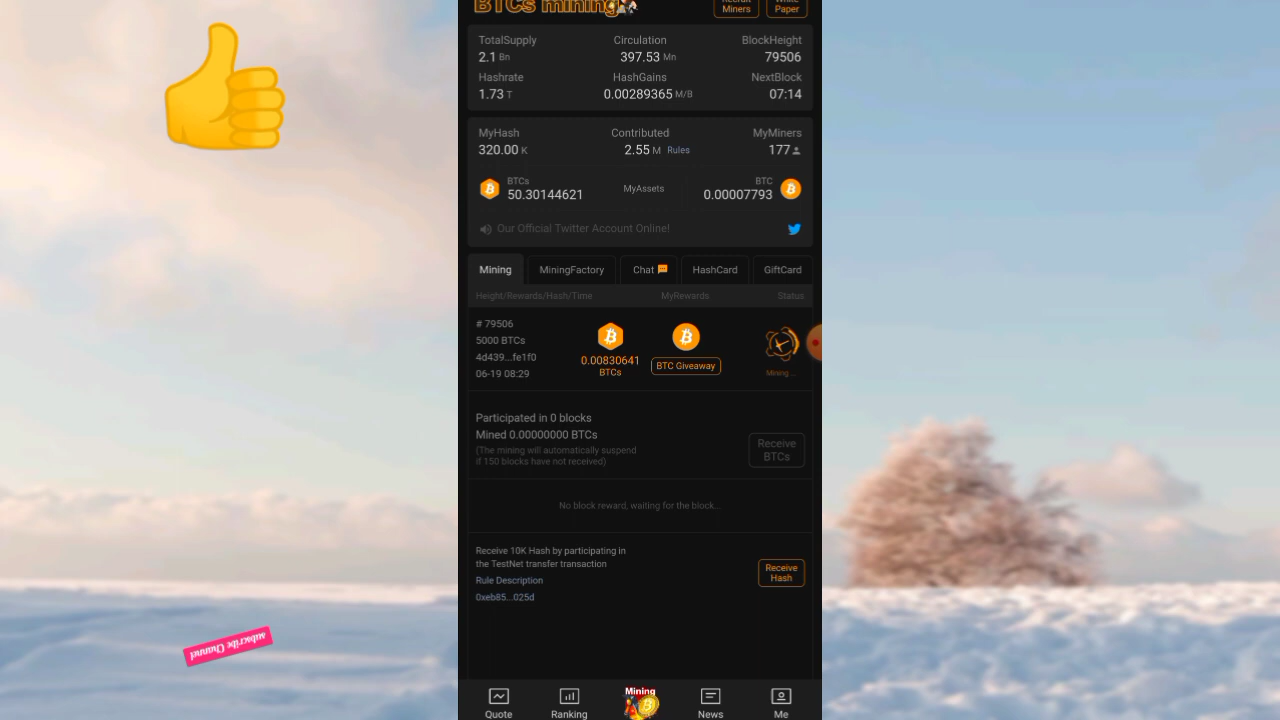 BTCs mining
Recruit
Miners
White
Paper
TotalSupply
Circulation
BlockHeight
2.1 Bn
397.53 Mn
79506
Hashrate
HashGains
NextBlock
1.73 T
0.00289365 M/B
07:14
MyHash
Contributed
MyMiners
320.00 K
2.55 M Rules
177
BTCs
50.30144621
MyAssets
BTC
0.00007793
Our Official Twitter Account Online!
Mining
MiningFactory
Chat
HashCard
GiftCard
Height/Rewards/Hash/Time
MyRewards
Status
# 79506
5000 BTCs
4d439...fe1f0
06-19 08:29
0.00830641
BTCs
BTC Giveaway
Mining ...
Participated in 0 blocks
Mined 0.00000000 BTCs
(The mining will automatically suspend
if 150 blocks have not received)
Receive
BTCs
No block reward, waiting for the block...
Receive 10K Hash by participating in
the TestNet transfer transaction
Rule Description
0xeb85...025d
Receive
Hash
subscribe Channel
Quote
Ranking
Mining
News
Me